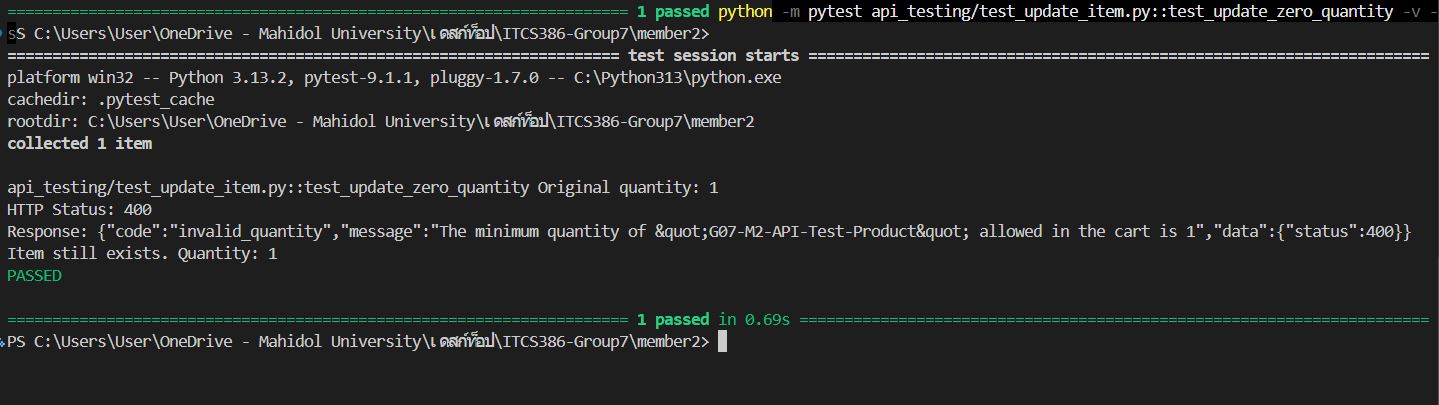 ====================================================================== 1 passed python -m pytest api_testing/test_update_item.py::test_update_zero_quantity -v -
sS C:\Users\User\OneDrive - Mahidol University\เดสก์ท็อป\ITCS386-Group7\member2>
===================================================================== test session starts ======================================================================
platform win32 -- Python 3.13.2, pytest-9.1.1, pluggy-1.7.0 -- C:\Python313\python.exe
cachedir: .pytest_cache
rootdir: C:\Users\User\OneDrive - Mahidol University\เดสก์ท็อป\ITCS386-Group7\member2
collected 1 item
api_testing/test_update_item.py::test_update_zero_quantity Original quantity: 1
HTTP Status: 400
Response: {"code":"invalid_quantity","message":"The minimum quantity of &quot;G07-M2-API-Test-Product&quot; allowed in the cart is 1","data":{"status":400}}
Item still exists. Quantity: 1
PASSED
====================================================================== 1 passed in 0.69s =======================================================================
PS C:\Users\User\OneDrive - Mahidol University\เดสก์ท็อป\ITCS386-Group7\member2>